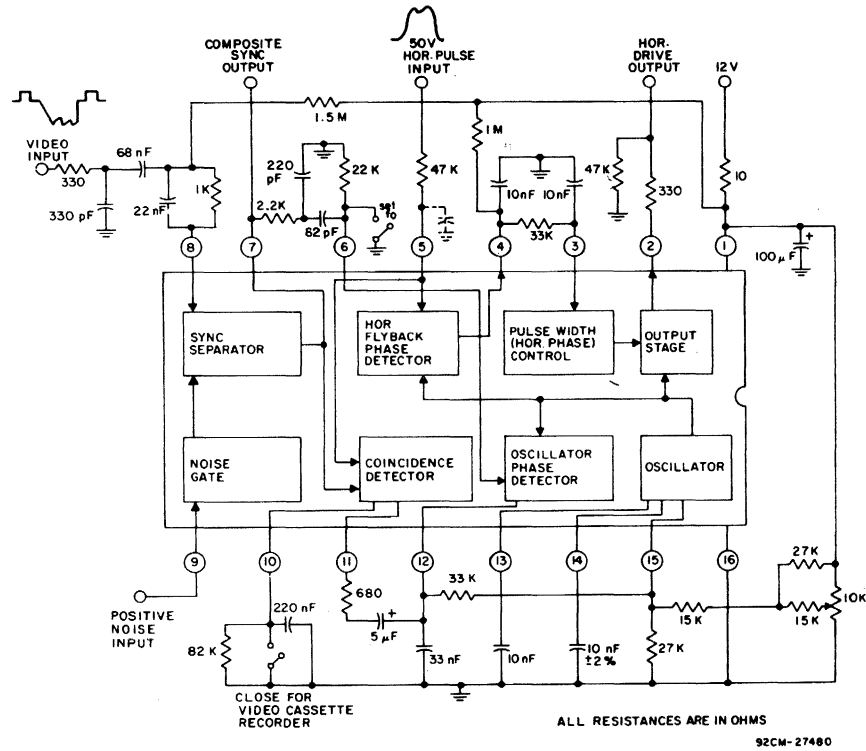 COMPOSITE
SYNC
OUTPUT
50V
HOR. PULSE
INPUT
HOR.
DRIVE
OUTPUT
12 V
VIDEO
INPUT
68 nF
330
330 pF
22 nF
1K
1.5 M
220
pF
22 K
2.2K
82 pF
set
fo
47 K
1M
10nF
10nF
33K
47K
330
10
100 µF
+
8
7
6
5
4
3
2
1
SYNC
SEPARATOR
HOR
FLYBACK
PHASE
DETECTOR
PULSE WIDTH
(HOR. PHASE)
CONTROL
OUTPUT
STAGE
NOISE
GATE
COINCIDENCE
DETECTOR
OSCILLATOR
PHASE
DETECTOR
OSCILLATOR
9
10
11
12
13
14
15
16
POSITIVE
NOISE
INPUT
82 K
220 nF
680
+
5 µF
33 K
33nF
10nF
10 nF
±2%
27K
15 K
27K
15K
10K
CLOSE FOR
VIDEO CASSETTE
RECORDER
ALL RESISTANCES ARE IN OHMS
92CM-27480